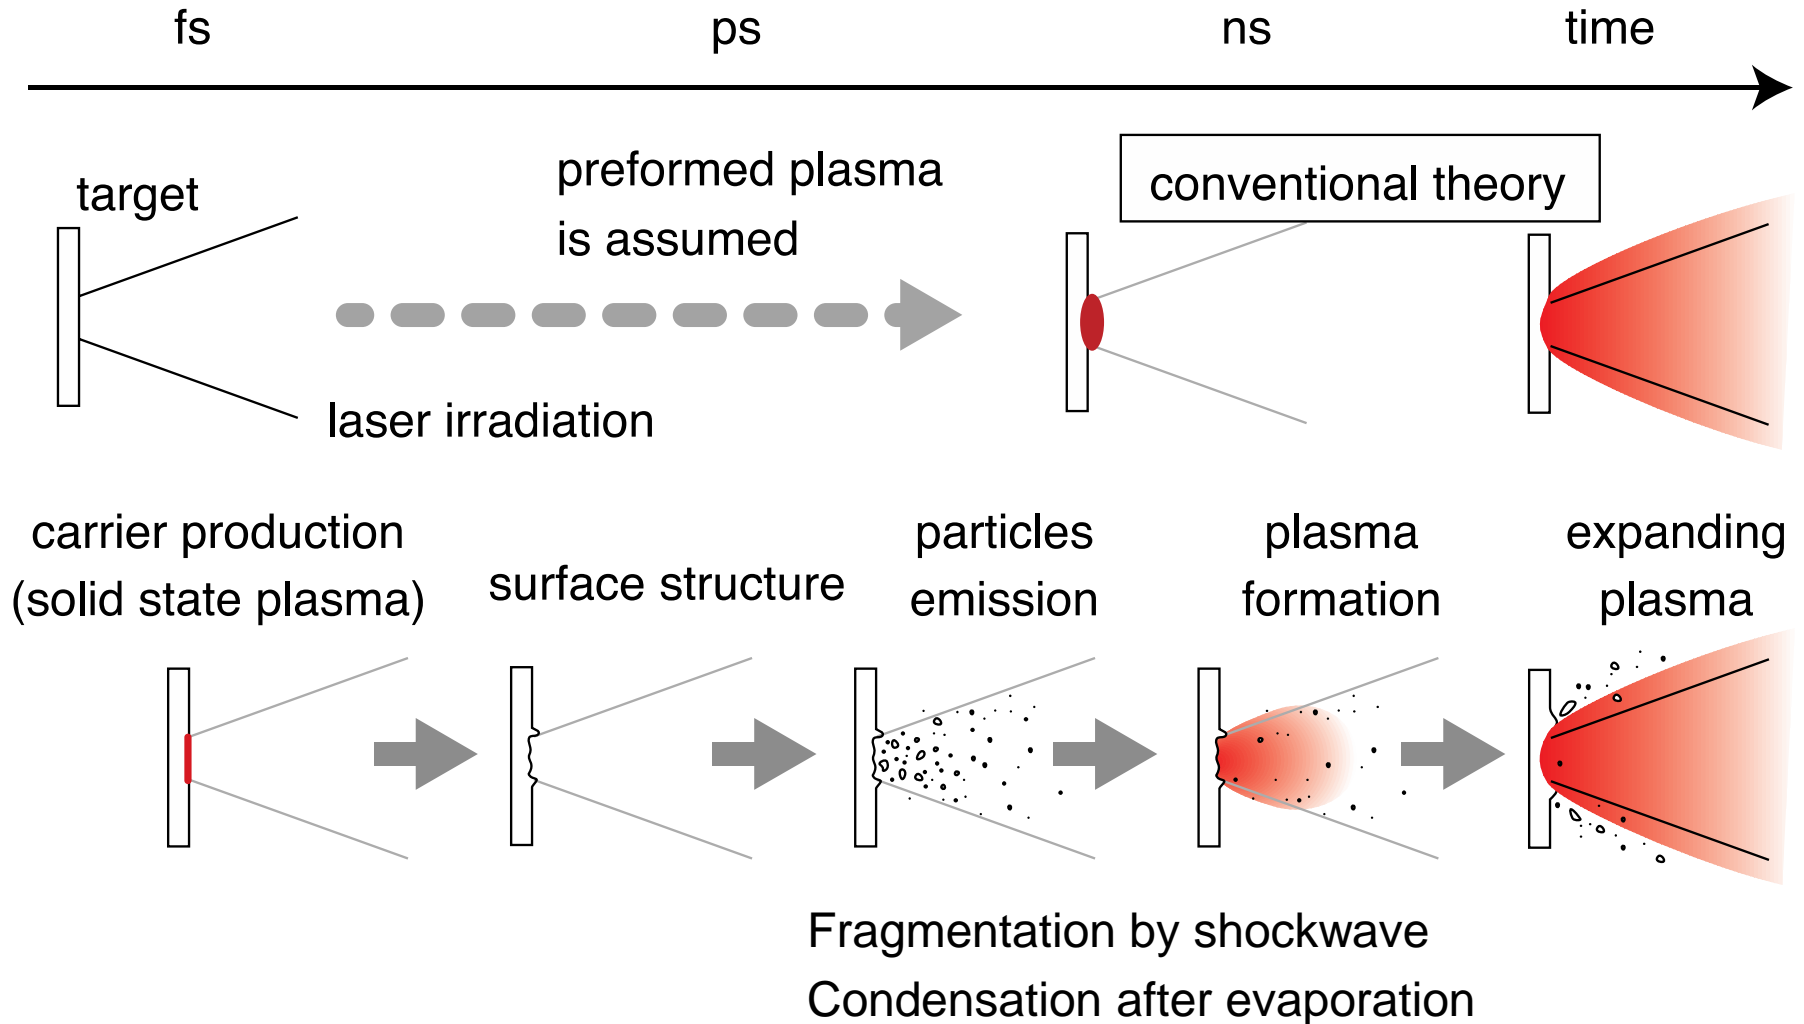 fs
ps
ns
time
target
preformed plasma
is assumed
conventional theory
laser irradiation
carrier production
(solid state plasma)
surface structure
particles
emission
plasma
formation
expanding
plasma
Fragmentation by shockwave
Condensation after evaporation